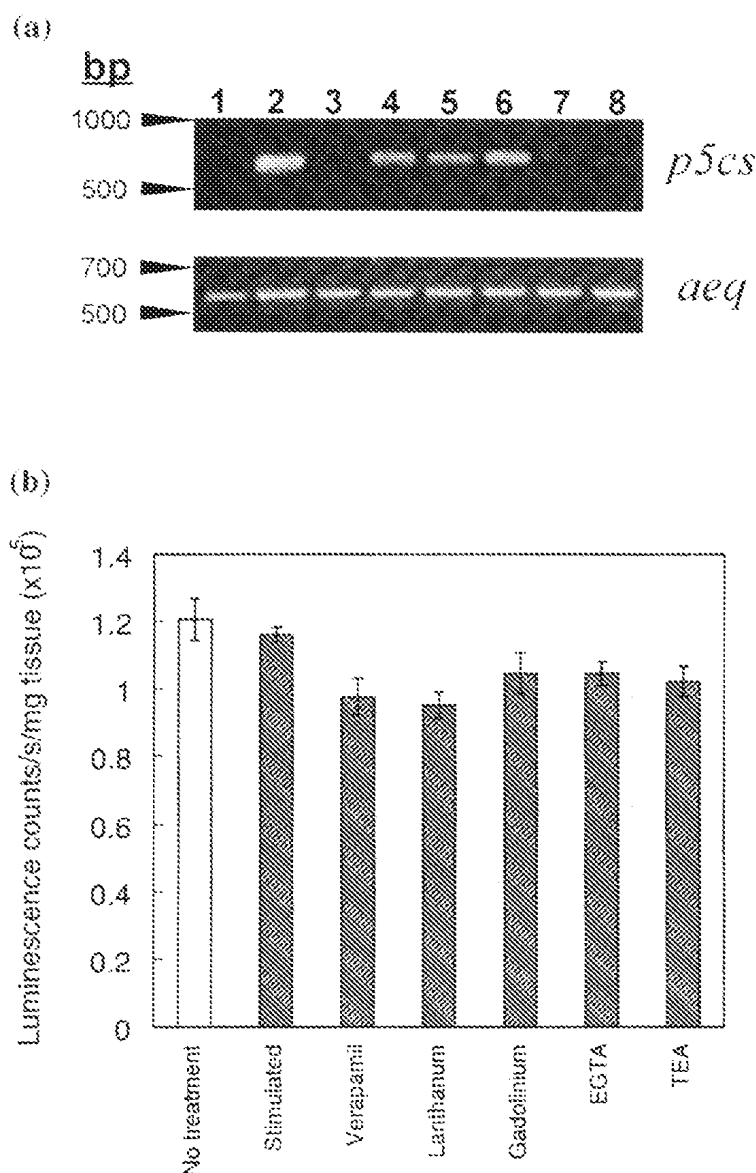 (a)
bp
1 2 3 4 5 6 7 8
1000
p5cs
500
700
aeq
500
(b)
Luminescence counts/s/mg tissue (x10⁵)
1.4
1.2
1
0.8
0.6
0.4
0.2
0
No treatment
Stimulated
Verapamil
Lanthanum
Gadolinium
EGTA
TEA